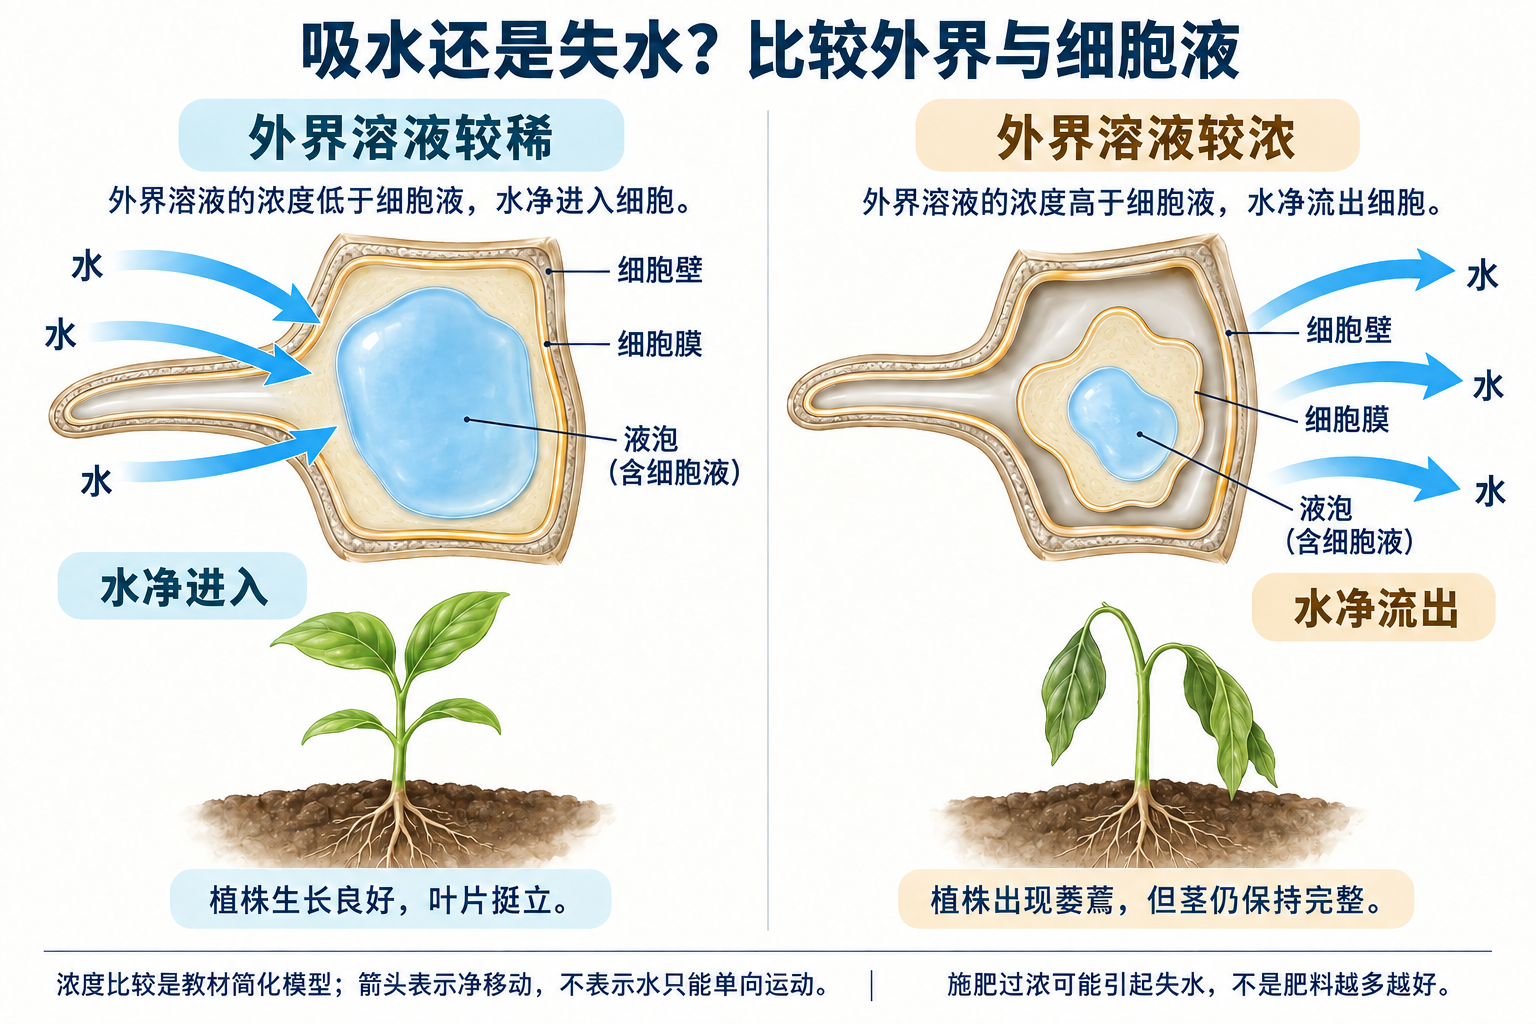 吸水还是失水？比较外界与细胞液
外界溶液较稀
外界溶液的浓度低于细胞液，水净进入细胞。
水
水
水
细胞壁
细胞膜
液泡
（含细胞液）
水净进入
植株生长良好，叶片挺立。
外界溶液较浓
外界溶液的浓度高于细胞液，水净流出细胞。
水
水
水
细胞壁
细胞膜
液泡
（含细胞液）
水净流出
植株出现萎蔫，但茎仍保持完整。
浓度比较是教材简化模型；箭头表示净移动，不表示水只能单向运动。
施肥过浓可能引起失水，不是肥料越多越好。